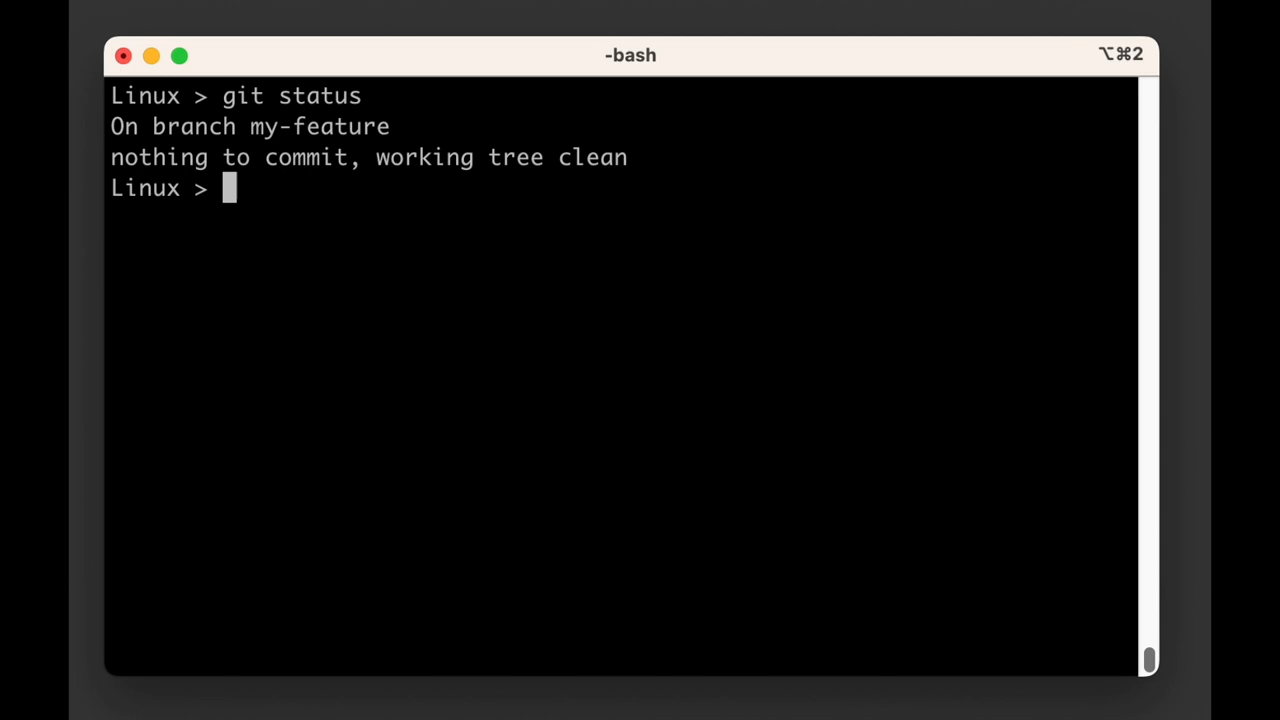 -bash ⌥⌘2
Linux > git status
On branch my-feature
nothing to commit, working tree clean
Linux >